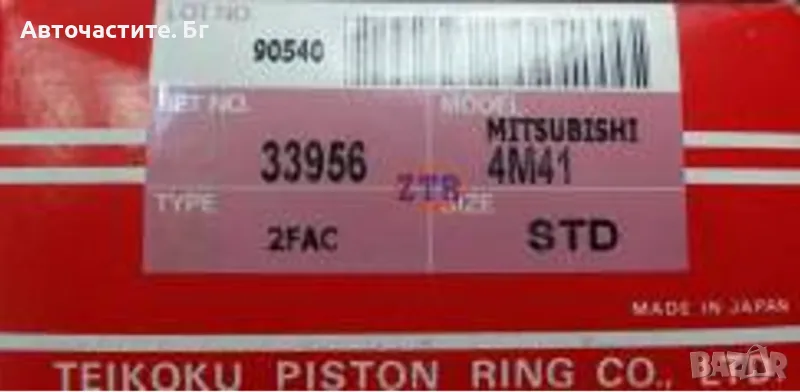 Авточастите.Бг
LOT NO
90540
SET NO.
33956
MODEL
MITSUBISHI
4M41
ZTR
TYPE
2FAC
SIZE
STD
MADE IN JAPAN
TEIKOKU PISTON RING CO., LTD
BAZAR